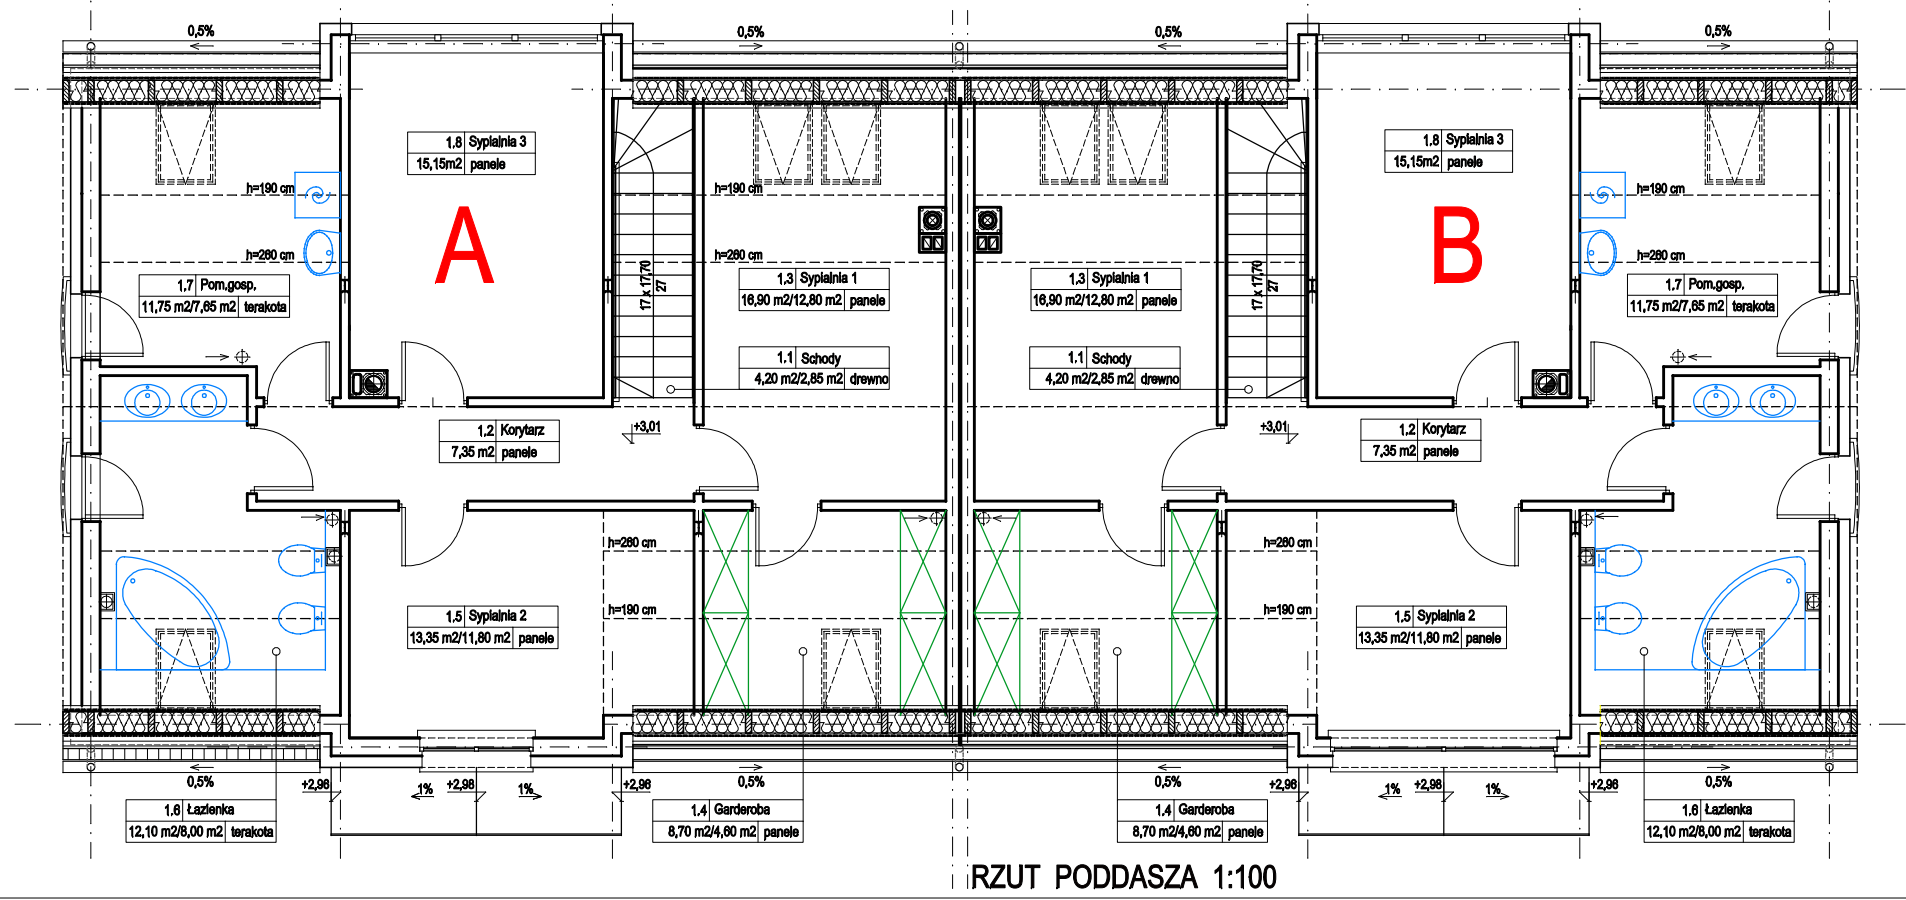 0,5%
0,5%
0,5%
0,5%
1.8 Sypialnia 3
15,15m2 panele
1.8 Sypialnia 3
15,15m2 panele
h=190 cm
h=190 cm
h=190 cm
h=190 cm
A
B
h=260 cm
h=260 cm
h=260 cm
h=260 cm
17 x 17,70
27
17 x 17,70
27
1.7 Pom.gosp.
11,75 m2/7,65 m2 terakota
1.3 Sypialnia 1
16,90 m2/12,80 m2 panele
1.3 Sypialnia 1
16,90 m2/12,80 m2 panele
1.7 Pom.gosp.
11,75 m2/7,65 m2 terakota
1.1 Schody
4,20 m2/2,85 m2 drewno
1.1 Schody
4,20 m2/2,85 m2 drewno
1.2 Korytarz
7,35 m2 panele
+3,01
+3,01
1.2 Korytarz
7,35 m2 panele
h=260 cm
h=260 cm
h=190 cm
h=190 cm
1.5 Sypialnia 2
13,35 m2/11,80 m2 panele
1.5 Sypialnia 2
13,35 m2/11,80 m2 panele
0,5%
+2,96
1%
+2,98
1%
+2,96
0,5%
0,5%
+2,96
1%
+2,98
1%
+2,96
0,5%
1.6 Łazienka
12,10 m2/8,00 m2 terakota
1.4 Garderoba
8,70 m2/4,60 m2 panele
1.4 Garderoba
8,70 m2/4,60 m2 panele
1.6 Łazienka
12,10 m2/8,00 m2 terakota
RZUT PODDASZA 1:100